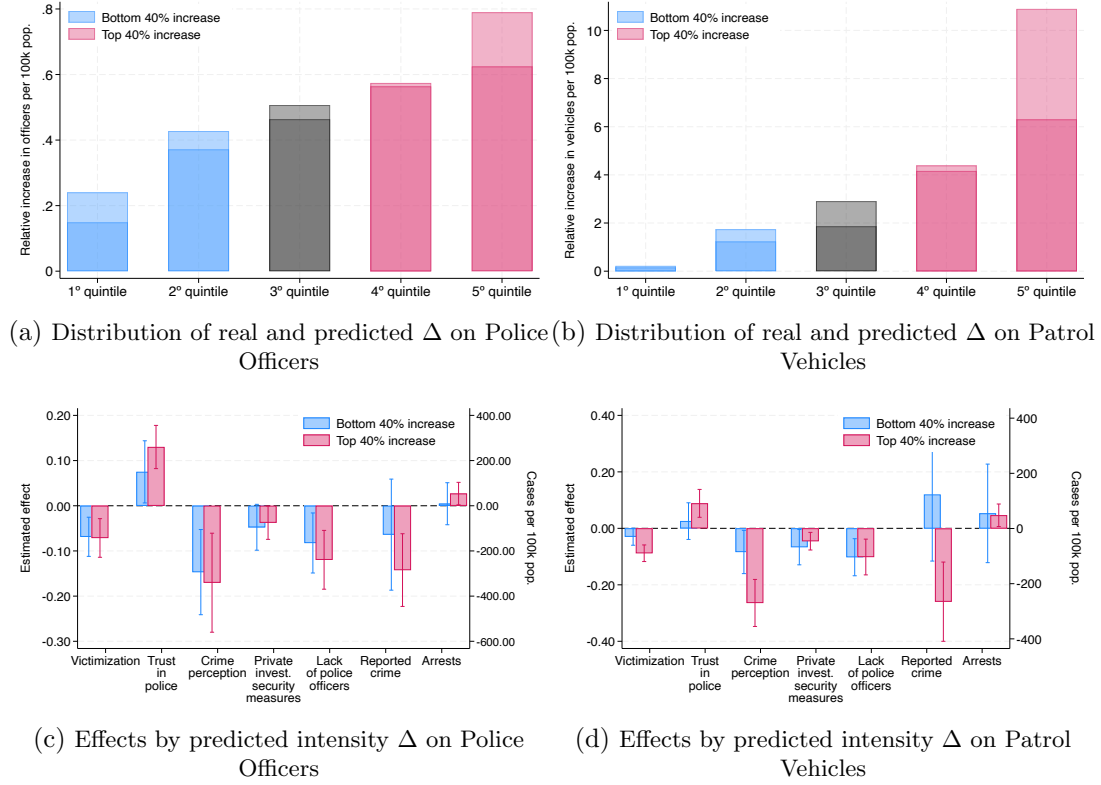 Relative increase in officers per 100k pop.
.8
.6
.4
.2
0
Bottom 40% increase
Top 40% increase
1º quintile 2º quintile 3º quintile 4º quintile 5º quintile
(a) Distribution of real and predicted Δ on Police
Officers
Relative increase in vehicles per 100k pop.
10
8
6
4
2
0
Bottom 40% increase
Top 40% increase
1º quintile 2º quintile 3º quintile 4º quintile 5º quintile
(b) Distribution of real and predicted Δ on Patrol
Vehicles
Estimated effect
0.20
0.10
0.00
-0.10
-0.20
-0.30
Bottom 40% increase
Top 40% increase
400.00
200.00
0.00
-200.00
-400.00
-600.00
Cases per 100k pop.
Victimization
Trust
in
police
Crime
perception
Private
invest.
security
measures
Lack
of police
officers
Reported
crime
Arrests
(c) Effects by predicted intensity Δ on Police
Officers
Estimated effect
0.40
0.20
0.00
-0.20
-0.40
Bottom 40% increase
Top 40% increase
400
200
0
-200
-400
Cases per 100k pop.
Victimization
Trust
in
police
Crime
perception
Private
invest.
security
measures
Lack
of police
officers
Reported
crime
Arrests
(d) Effects by predicted intensity Δ on Patrol
Vehicles